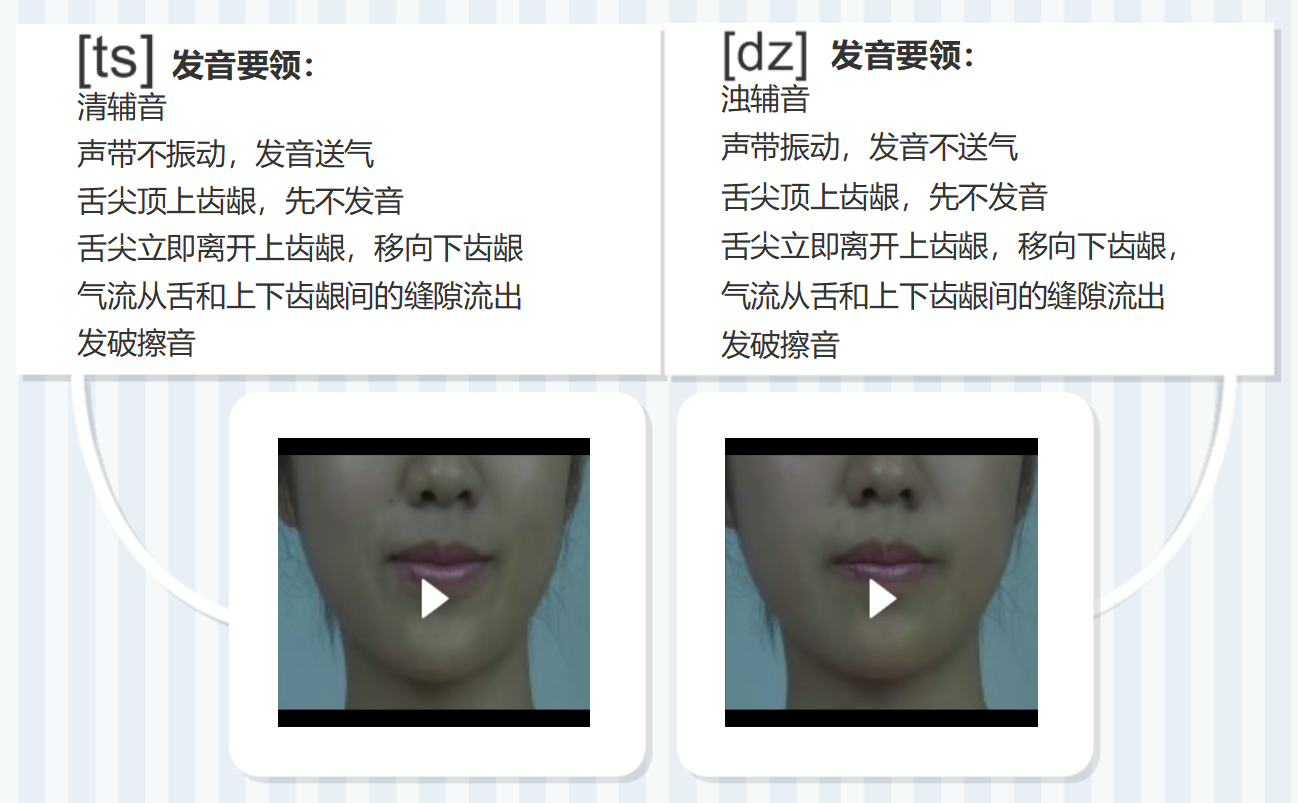 [ts] 发音要领：
清辅音
声带不振动，发音送气
舌尖顶上齿龈，先不发音
舌尖立即离开上齿龈，移向下齿龈
气流从舌和上下齿龈间的缝隙流出
发破擦音
[dz] 发音要领：
浊辅音
声带振动，发音不送气
舌尖顶上齿龈，先不发音
舌尖立即离开上齿龈，移向下齿龈，
气流从舌和上下齿龈间的缝隙流出
发破擦音